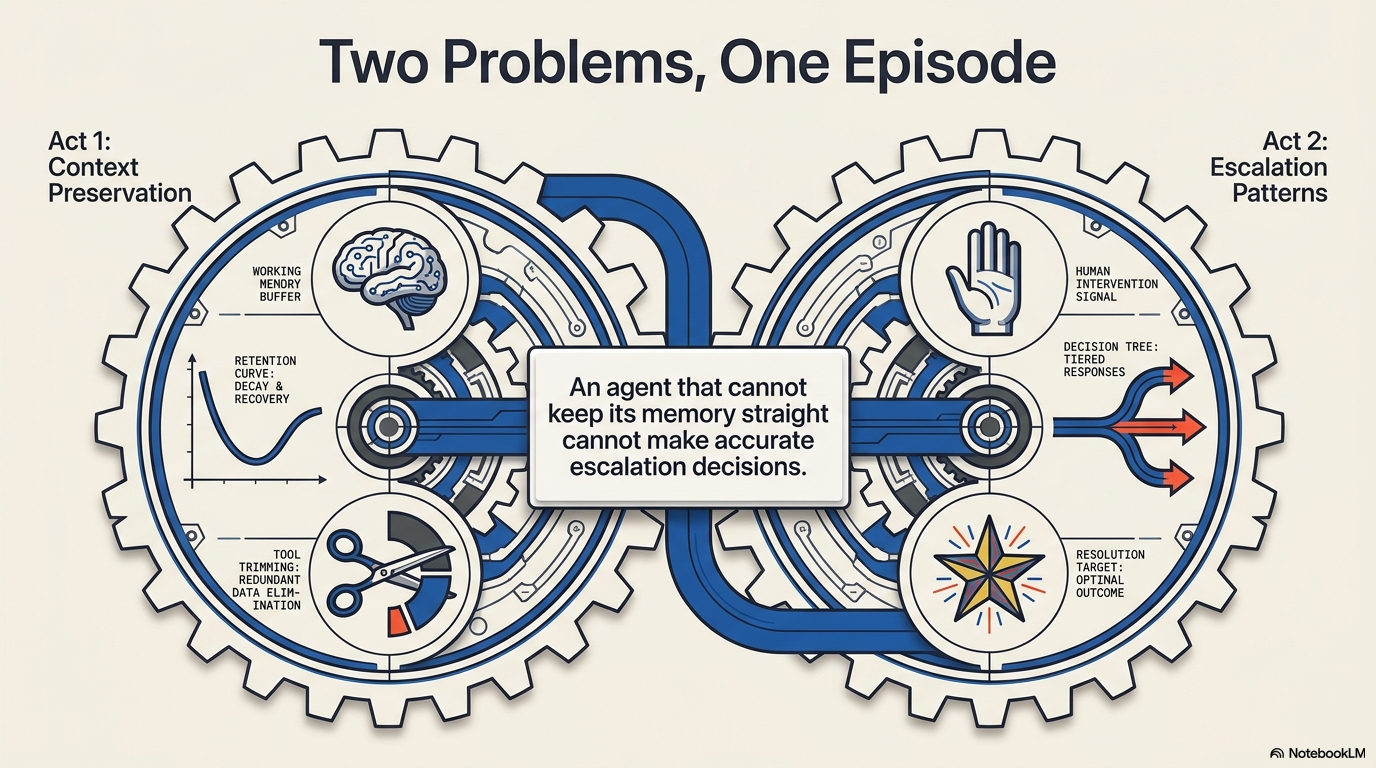 Two Problems, One Episode
Act 1:
Context
Preservation
WORKING
MEMORY
BUFFER
RETENTION
CURVE:
DECAY &
RECOVERY
TOOL
TRIMMING:
REDUNDANT
DATA ELIM-
INATION
An agent that cannot
keep its memory straight
cannot make accurate
escalation decisions.
Act 2:
Escalation
Patterns
HUMAN
INTERVENTION
SIGNAL
DECISION TREE:
TIERED
RESPONSES
RESOLUTION
TARGET:
OPTIMAL
OUTCOME
NotebookLM